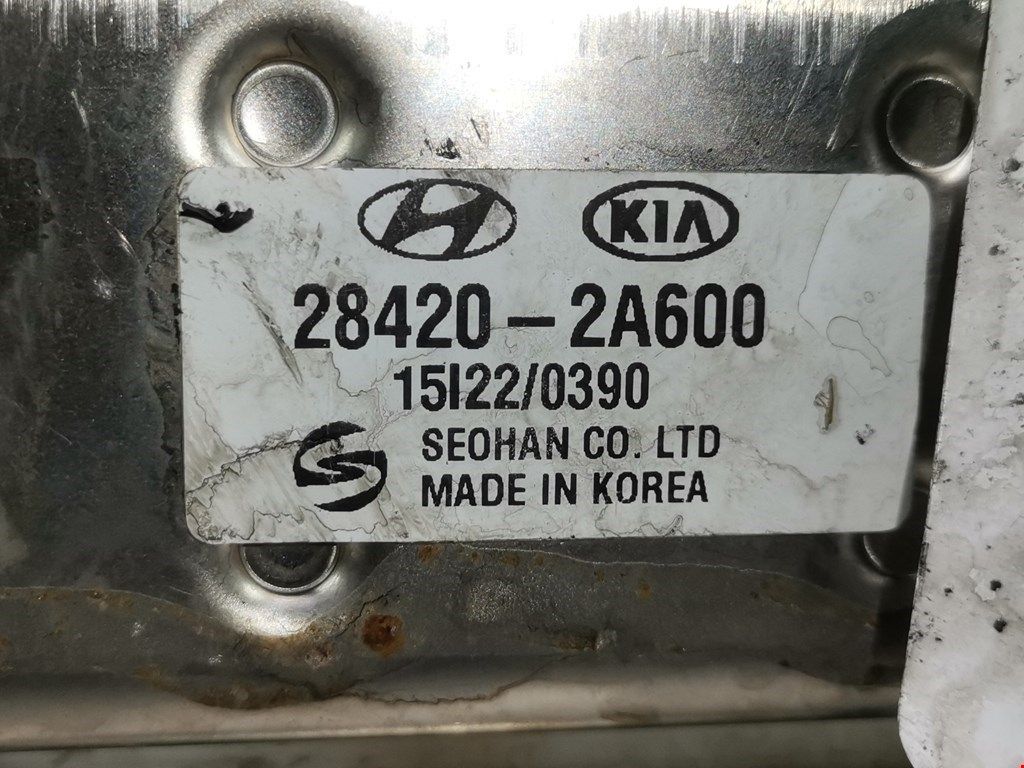 KIA
28420-2A600
15I22/0390
SEOHAN CO. LTD
MADE IN KOREA